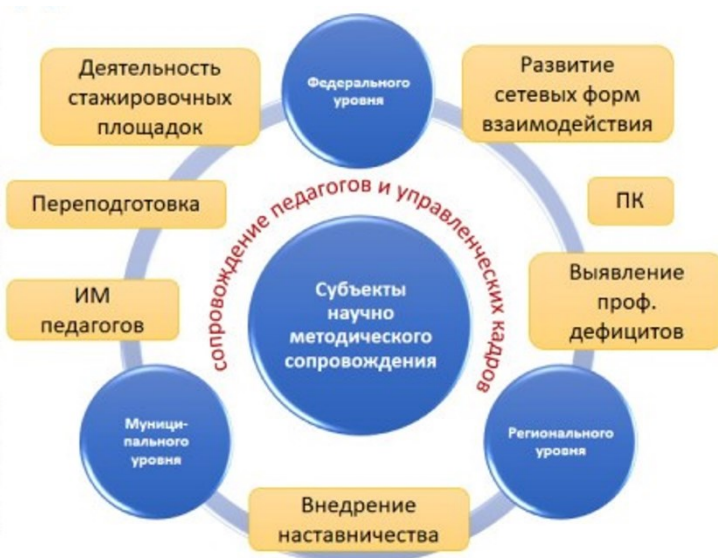 Деятельность
стажировочных
площадок
Федерального
уровня
Развитие
сетевых форм
взаимодействия
Переподготовка
ПК
ИМ
педагогов
сопровождение педагогов и управленческих кадров
Субъекты
научно
методического
сопровождения
Выявление
проф.
дефицитов
Муници-
пального
уровня
Регионального
уровня
Внедрение
наставничества